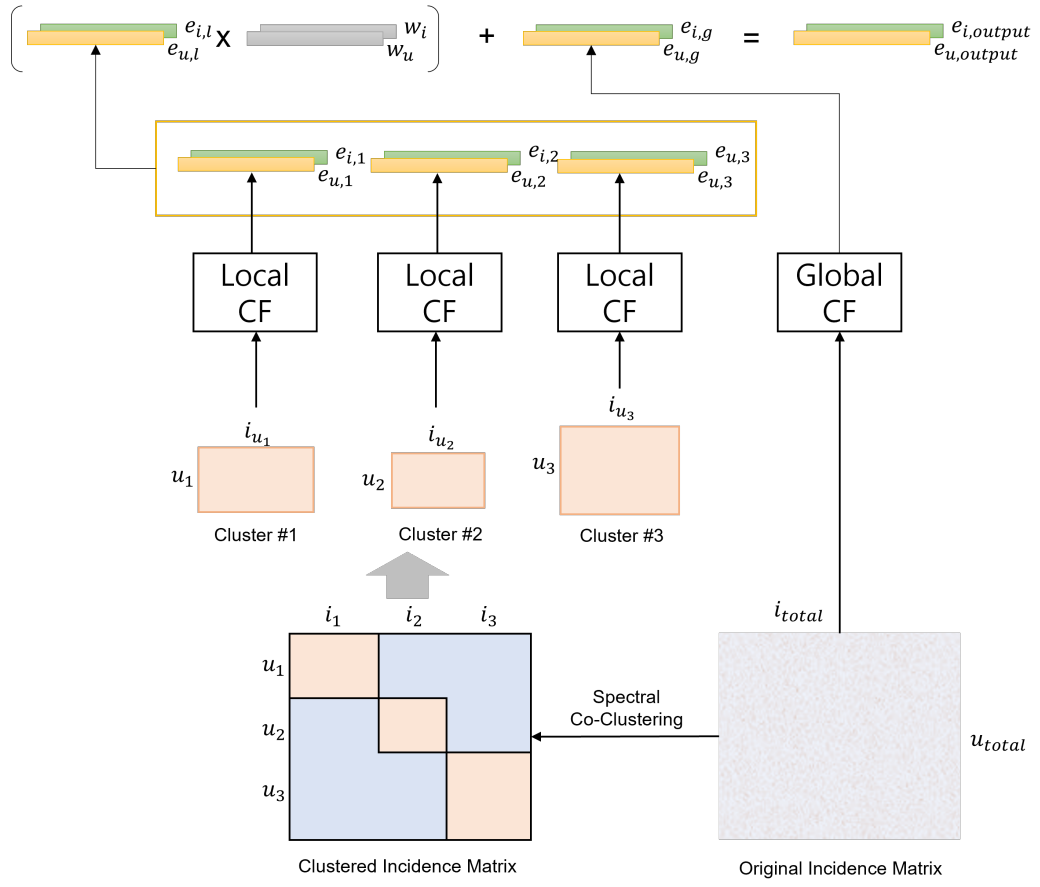 e_{i,l} w_i e_{i,g} e_{i,output}
( x ) + =
e_{u,l} w_u e_{u,g} e_{u,output}
e_{i,1} e_{i,2} e_{u,3}
e_{u,1} e_{u,2} e_{u,3}
Local
CF
Local
CF
Local
CF
Global
CF
i_{u_1}
u_1
Cluster #1
i_{u_2}
u_2
Cluster #2
i_{u_3}
u_3
Cluster #3
i_1 i_2 i_3
u_1
u_2
u_3
Clustered Incidence Matrix
Spectral
Co-Clustering
i_{total}
u_{total}
Original Incidence Matrix